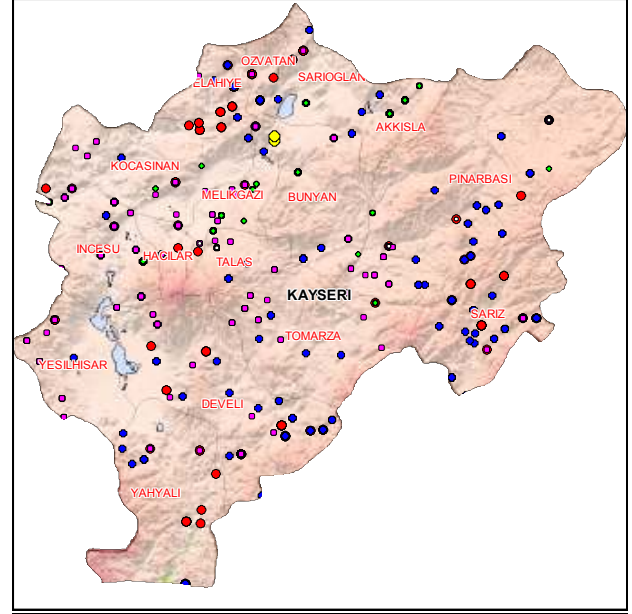 OZVATAN
SARIOGLAN
ELAHIYE
AKKISLA
KOCASINAN
PINARBASI
MELIKGAZI
BUNYAN
INCESU
HACILAR
TALAS
KAYSERI
SARIZ
TOMARZA
YESILHISAR
DEVELI
YAHYALI